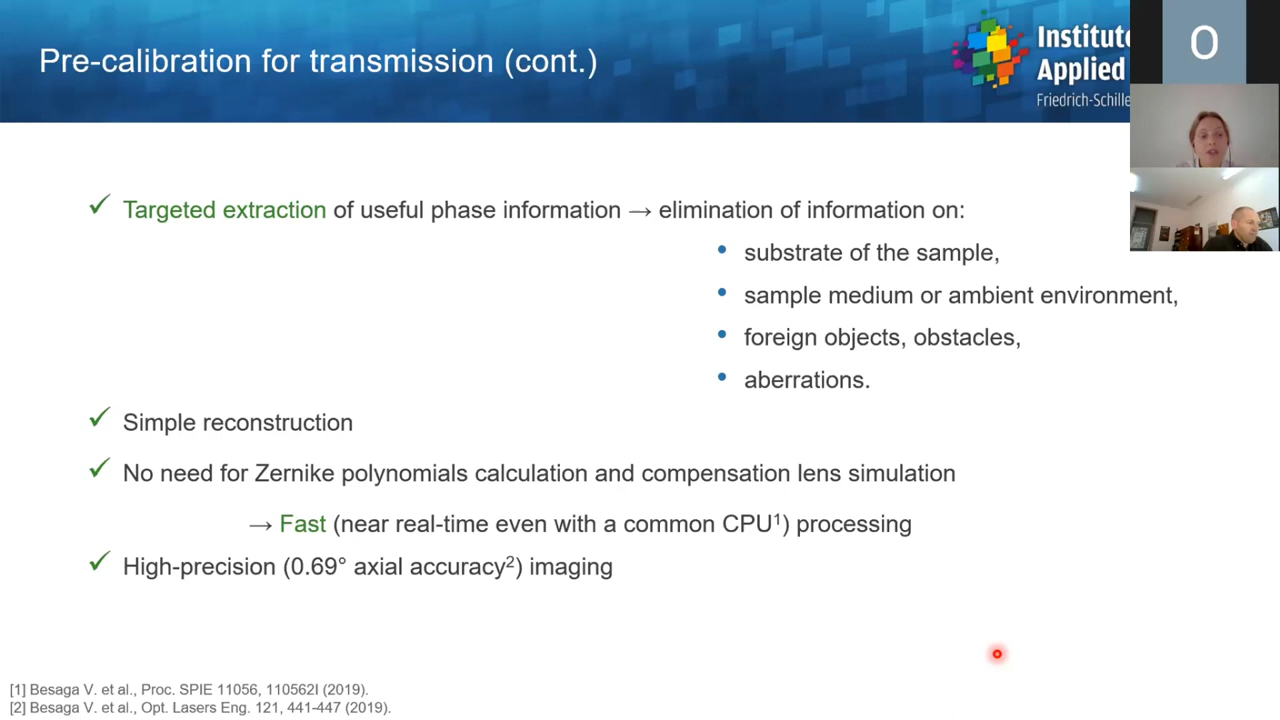 Pre-calibration for transmission (cont.)
Institute
Applied
Friedrich-Schille
O
✓ Targeted extraction of useful phase information → elimination of information on:
• substrate of the sample,
• sample medium or ambient environment,
• foreign objects, obstacles,
• aberrations.
✓ Simple reconstruction
✓ No need for Zernike polynomials calculation and compensation lens simulation
→ Fast (near real-time even with a common CPU¹) processing
✓ High-precision (0.69° axial accuracy²) imaging
[1] Besaga V. et al., Proc. SPIE 11056, 110562I (2019).
[2] Besaga V. et al., Opt. Lasers Eng. 121, 441-447 (2019).